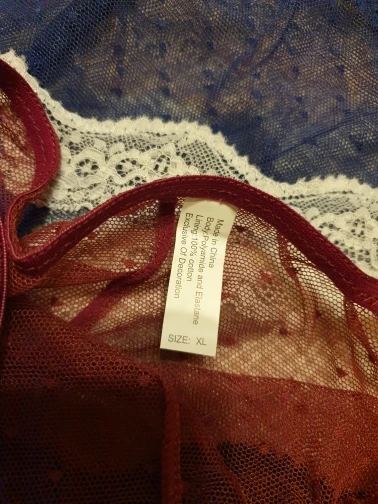 Made in China
Body:Polyamide and Elastane
Lining:100% cotton
Exclusive Of Decoration
SIZE: XL